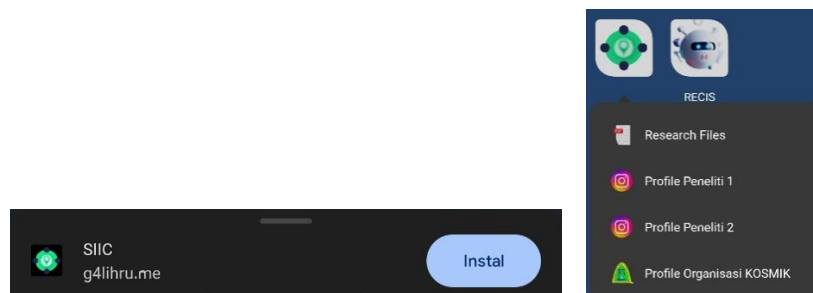 SIIC
g4lihru.me
Instal
RECIS
Research Files
Profile Peneliti 1
Profile Peneliti 2
Profile Organisasi KOSMIK